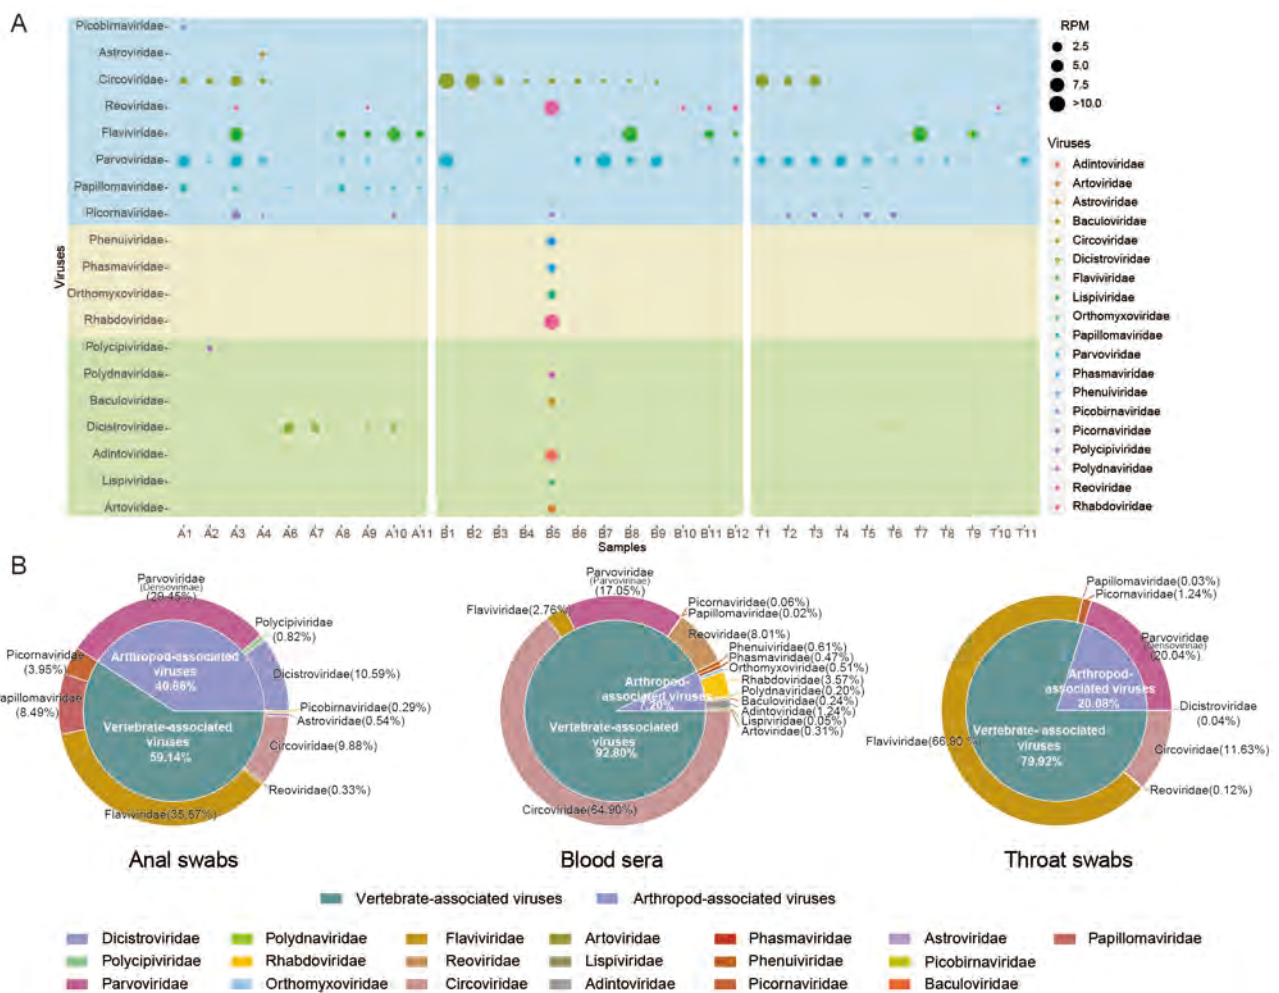 A
Picobirnaviridae
Astroviridae
Circoviridae
Reoviridae
Flaviviridae
Parvoviridae
Papillomaviridae
Picornaviridae
Phenuiviridae
Phasmaviridae
Orthomyxoviridae
Rhabdoviridae
Polycipiviridae
Polydnaviridae
Baculoviridae
Dicistroviridae
Adintoviridae
Lispiviridae
Artoviridae
Viruses
A1 A2 A3 A4 A6 A7 A8 A9 A10 A11 B1 B2 B3 B4 B5 B6 B7 B8 B9 B10 B11 B12 T1 T2 T3 T4 T5 T6 T7 T8 T9 T10 T11
Samples
RPM
2.5
5.0
7.5
>10.0
Viruses
Adintoviridae
Artoviridae
Astroviridae
Baculoviridae
Circoviridae
Dicistroviridae
Flaviviridae
Lispiviridae
Orthomyxoviridae
Papillomaviridae
Parvoviridae
Phasmaviridae
Phenuiviridae
Picobirnaviridae
Picornaviridae
Polycipiviridae
Polydnaviridae
Reoviridae
Rhabdoviridae
B
Parvoviridae
(Densovirinae)
(29.45%)
Polycipiviridae
(0.82%)
Dicistroviridae(10.59%)
Picobirnaviridae(0.29%)
Astroviridae(0.54%)
Circoviridae(9.88%)
Reoviridae(0.33%)
Flaviviridae(35.57%)
Papillomaviridae
(8.49%)
Picornaviridae
(3.95%)
Arthropod-associated
viruses
40.86%
Vertebrate-associated
viruses
59.14%
Anal swabs
Parvoviridae
(Parvovirinae)
(17.05%)
Flaviviridae(2.76%)
Picornaviridae(0.06%)
Papillomaviridae(0.02%)
Reoviridae(8.01%)
Phenuiviridae(0.61%)
Phasmaviridae(0.47%)
Orthomyxoviridae(0.51%)
Rhabdoviridae(3.57%)
Polydnaviridae(0.20%)
Baculoviridae(0.24%)
Adintoviridae(1.24%)
Lispiviridae(0.05%)
Artoviridae(0.31%)
Circoviridae(64.90%)
Arthropod-
associated viruses
7.20%
Vertebrate-associated
viruses
92.80%
Blood sera
Papillomaviridae(0.03%)
Picornaviridae(1.24%)
Parvoviridae
(Densovirinae)
(20.04%)
Dicistroviridae
(0.04%)
Circoviridae(11.63%)
Reoviridae(0.12%)
Flaviviridae(66.90%)
Arthropod-
associated viruses
20.08%
Vertebrate- associated
viruses
79.92%
Throat swabs
Vertebrate-associated viruses Arthropod-associated viruses
Dicistroviridae Polydnaviridae Flaviviridae Artoviridae Phasmaviridae Astroviridae Papillomaviridae
Polycipiviridae Rhabdoviridae Reoviridae Lispiviridae Phenuiviridae Picobirnaviridae
Parvoviridae Orthomyxoviridae Circoviridae Adintoviridae Picornaviridae Baculoviridae